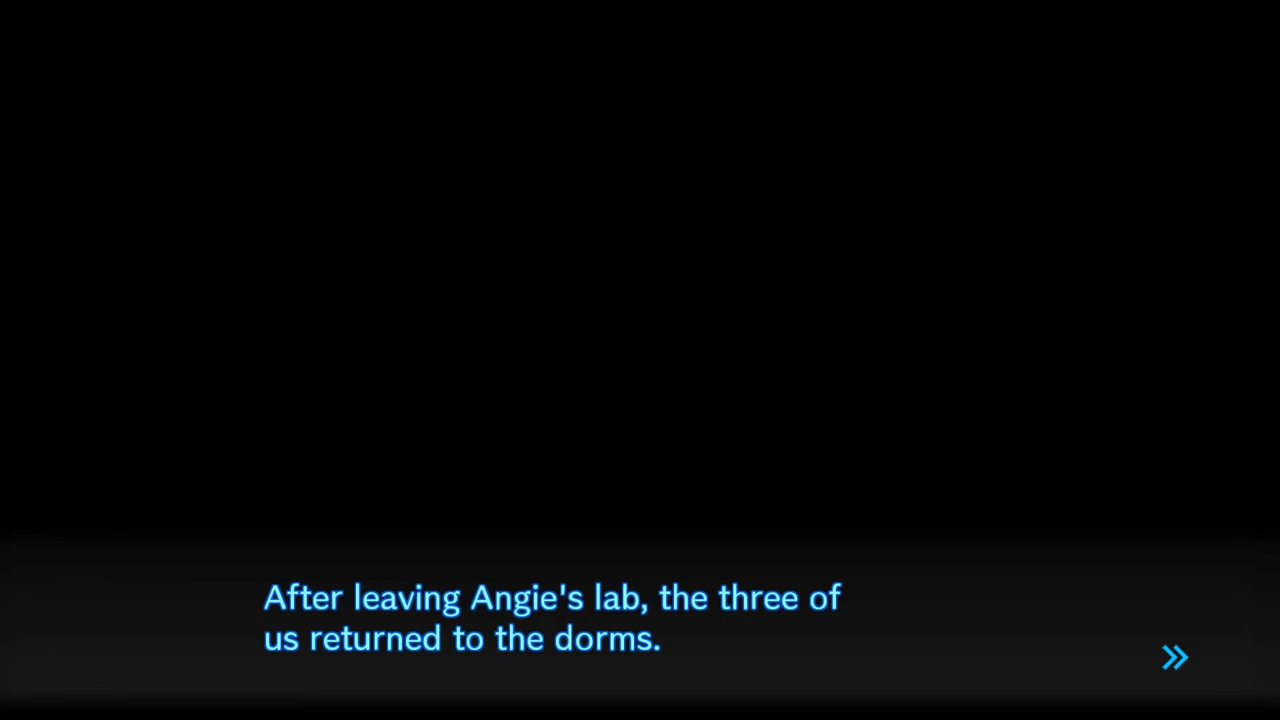 After leaving Angie's lab, the three of
us returned to the dorms.